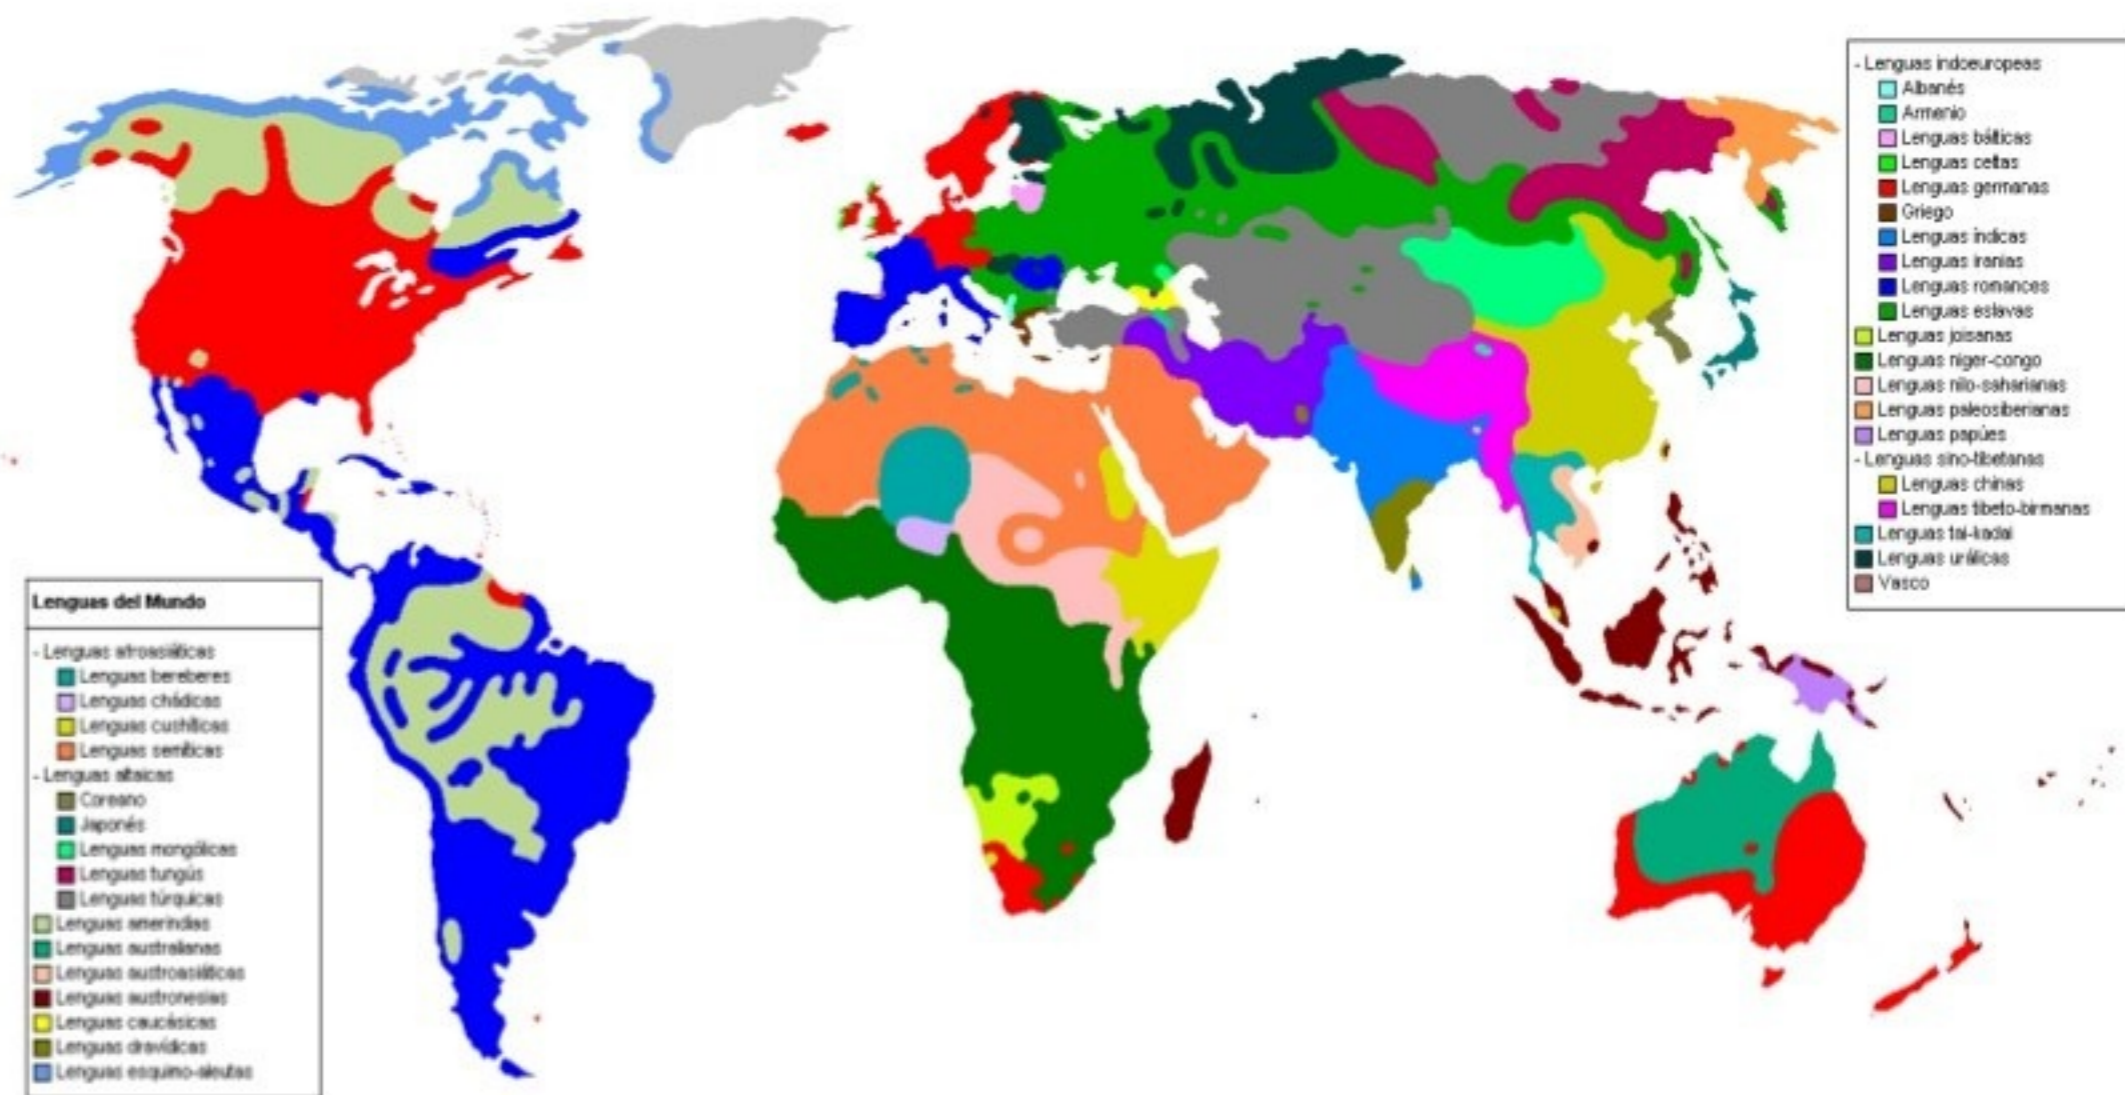 Lenguas del Mundo
- Lenguas afroasiáticas
Lenguas bereberes
Lenguas chádicas
Lenguas cushíticas
Lenguas semíticas
- Lenguas altaicas
Coreano
Japonés
Lenguas mongólicas
Lenguas tungús
Lenguas túrquicas
Lenguas amerindias
Lenguas australianas
Lenguas austroasiáticas
Lenguas austronesias
Lenguas caucásicas
Lenguas dravídicas
Lenguas esquimo-aleutas
- Lenguas indoeuropeas
Albanés
Armenio
Lenguas bálticas
Lenguas celtas
Lenguas germanas
Griego
Lenguas índicas
Lenguas iranias
Lenguas romances
Lenguas eslavas
Lenguas joisanas
Lenguas niger-congo
Lenguas nilo-saharianas
Lenguas paleosiberianas
Lenguas papúes
- Lenguas sino-tibetanas
Lenguas chinas
Lenguas tibeto-birmanas
Lenguas tai-kadai
Lenguas urálicas
Vasco